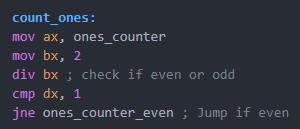 count_ones:
mov ax, ones_counter
mov bx, 2
div bx ; check if even or odd
cmp dx, 1
jne ones_counter_even ; Jump if even